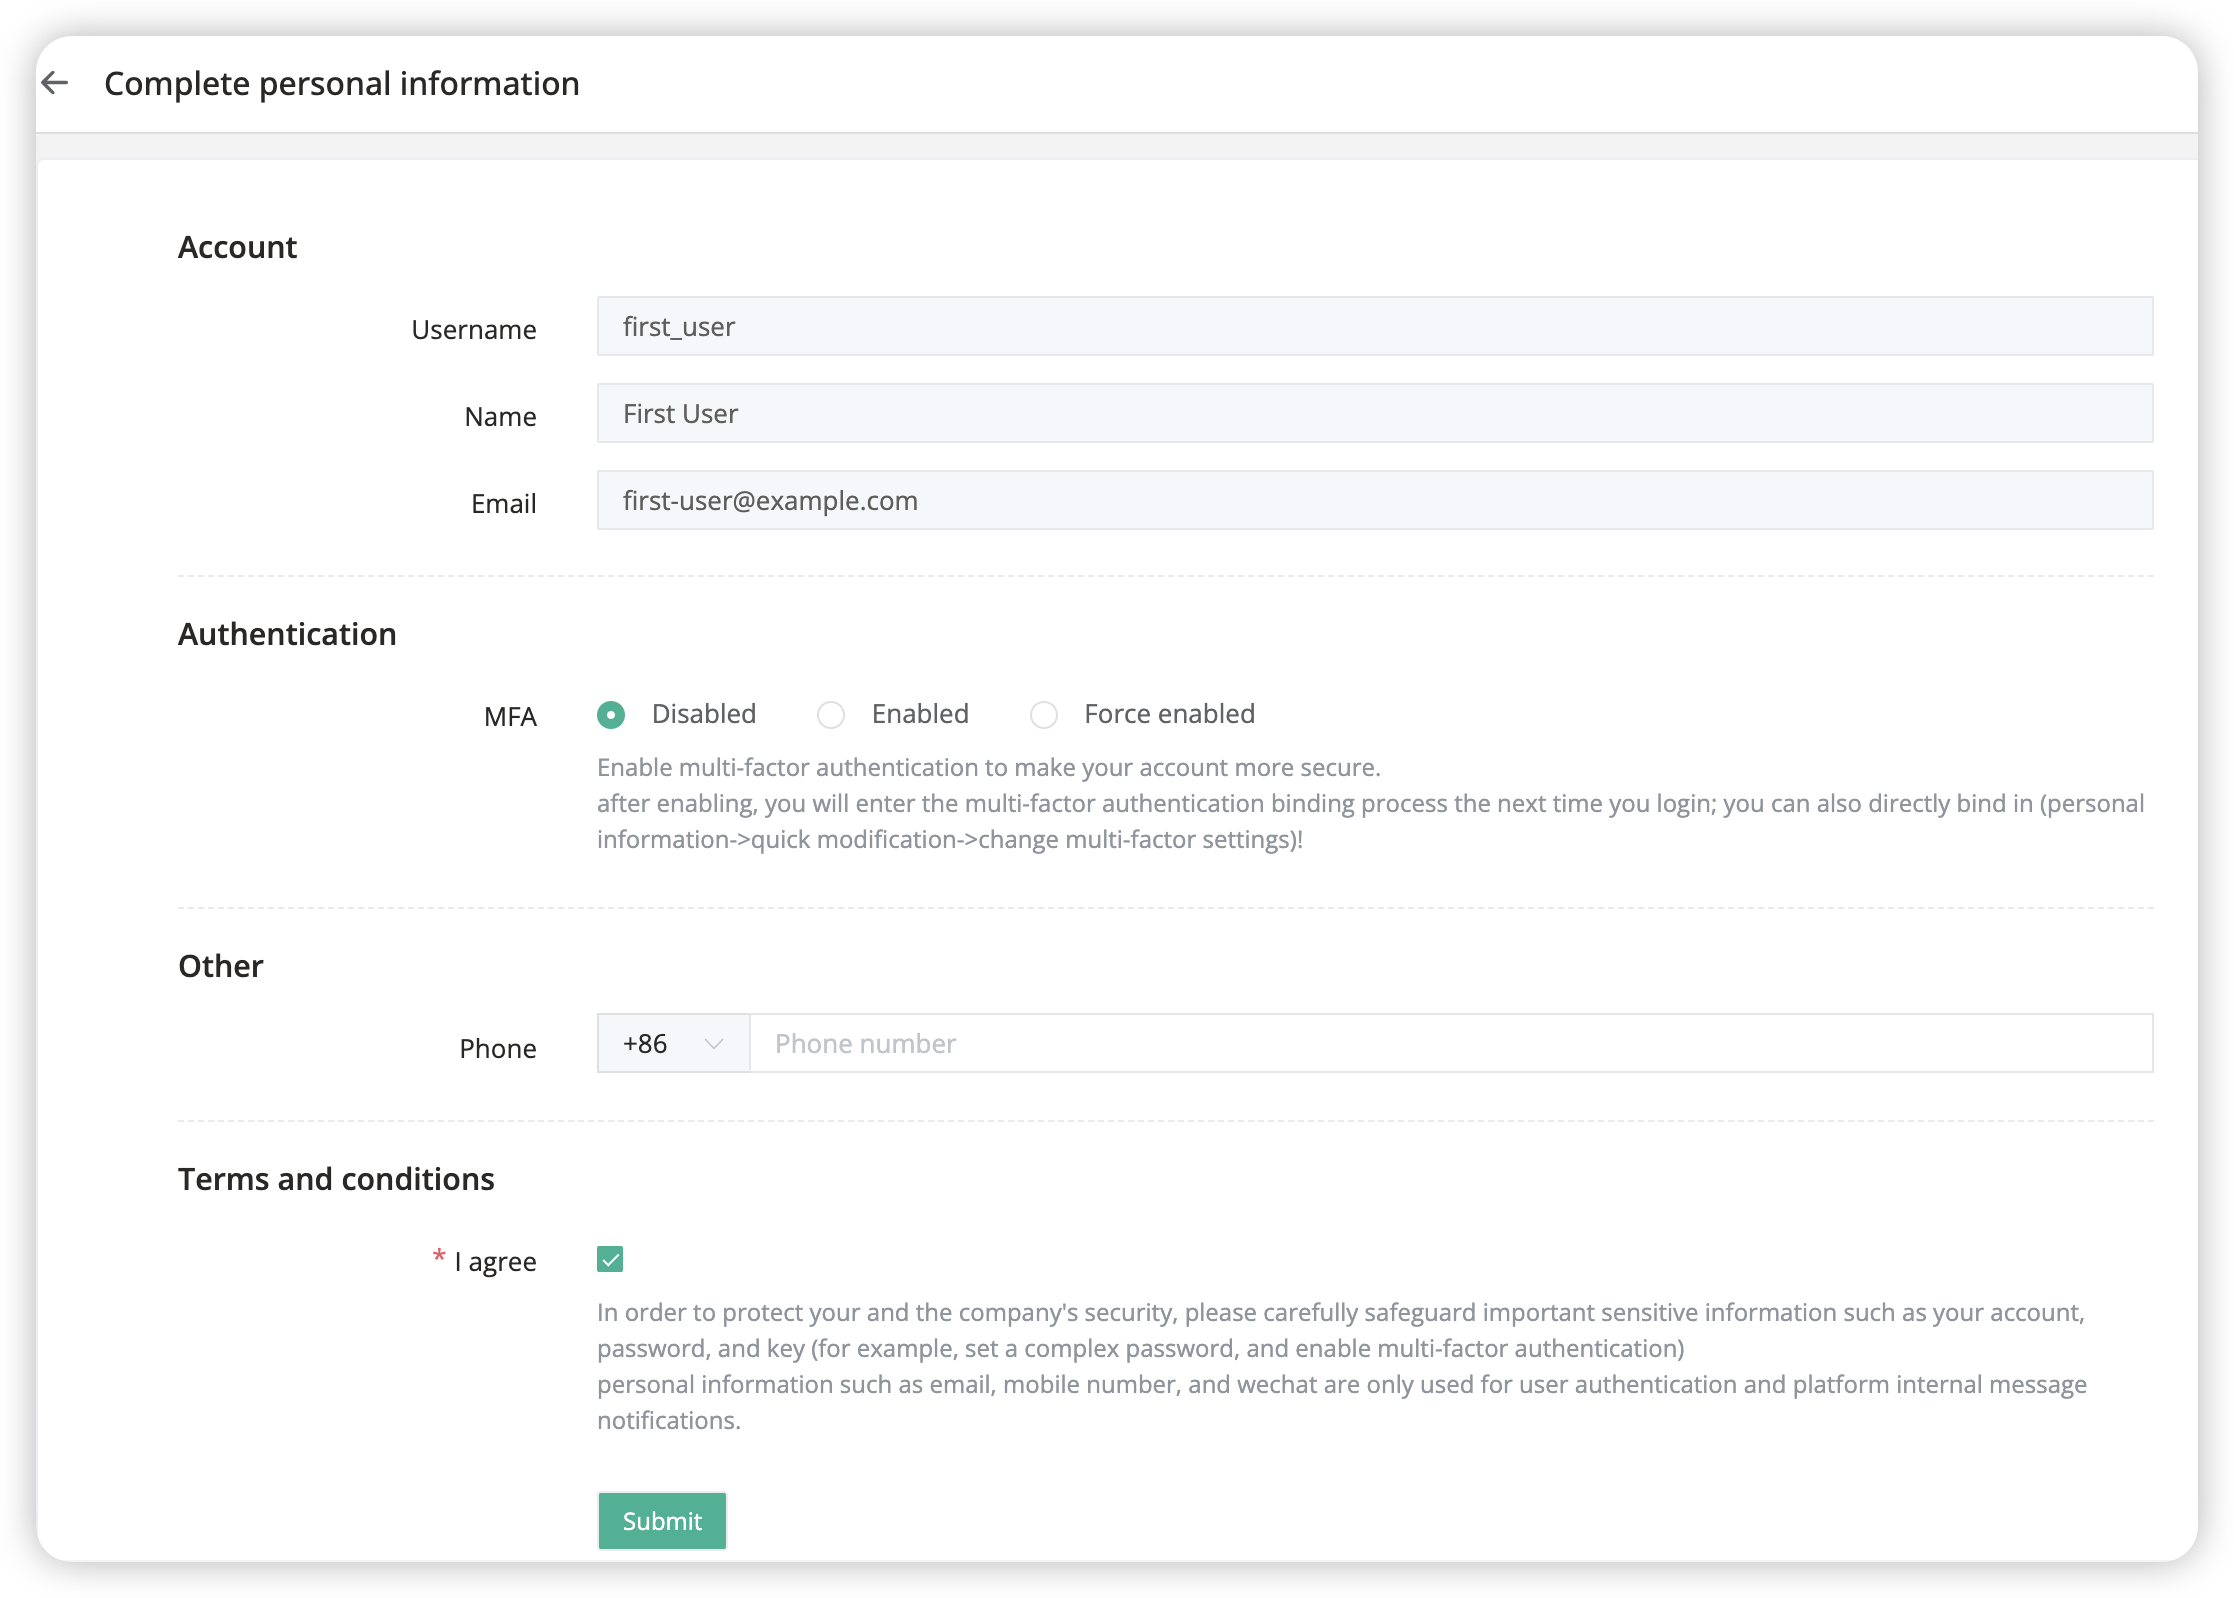 Complete personal information
Account
Username
first_user
Name
First User
Email
first-user@example.com
Authentication
MFA
Disabled
Enabled
Force enabled
Enable multi-factor authentication to make your account more secure.
after enabling, you will enter the multi-factor authentication binding process the next time you login; you can also directly bind in (personal
information->quick modification->change multi-factor settings)!
Other
Phone
+86
Phone number
Terms and conditions
* I agree
In order to protect your and the company's security, please carefully safeguard important sensitive information such as your account,
password, and key (for example, set a complex password, and enable multi-factor authentication)
personal information such as email, mobile number, and wechat are only used for user authentication and platform internal message
notifications.
Submit